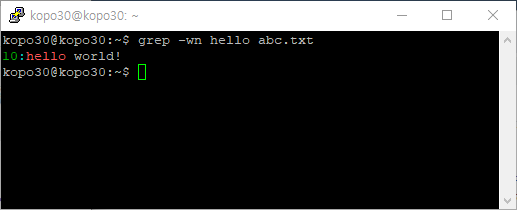 kopo30@kopo30: ~
kopo30@kopo30:~$ grep -wn hello abc.txt
10:hello world!
kopo30@kopo30:~$